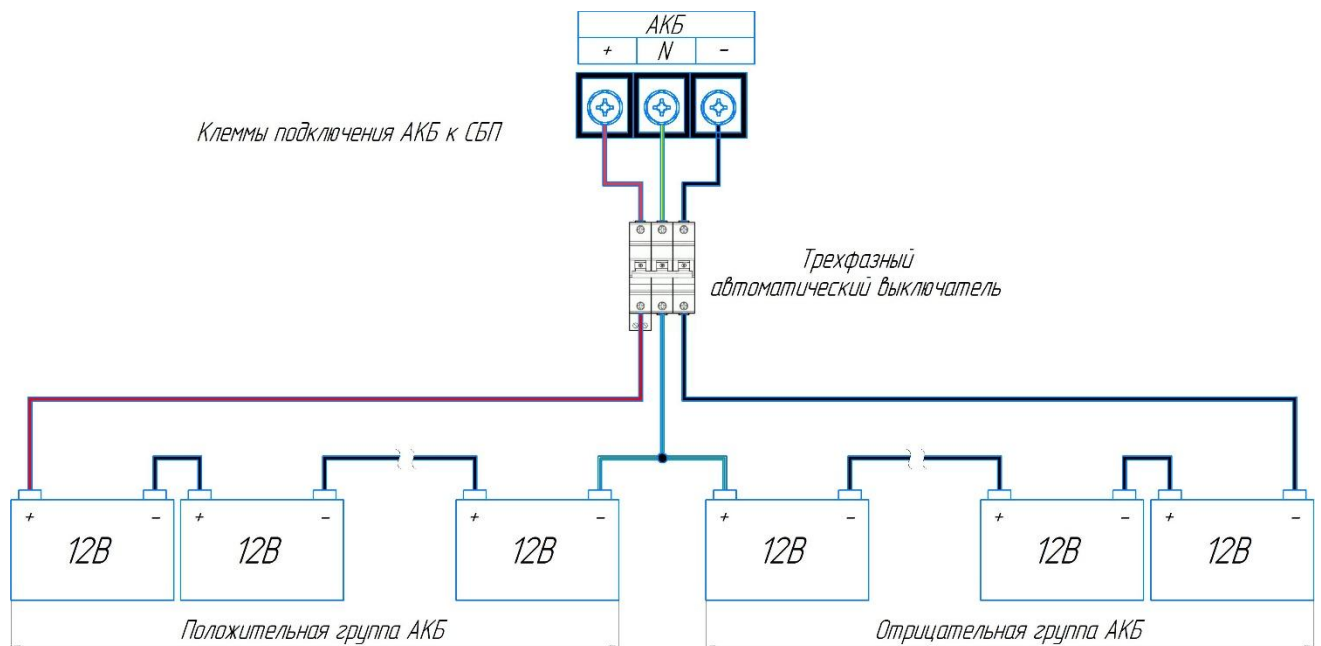 АКБ
+ N -
Клеммы подключения АКБ к СБП
Трехфазный
автоматический выключатель
+ - + - + - + - + - + -
12В 12В 12В 12В 12В 12В
Положительная группа АКБ Отрицательная группа АКБ